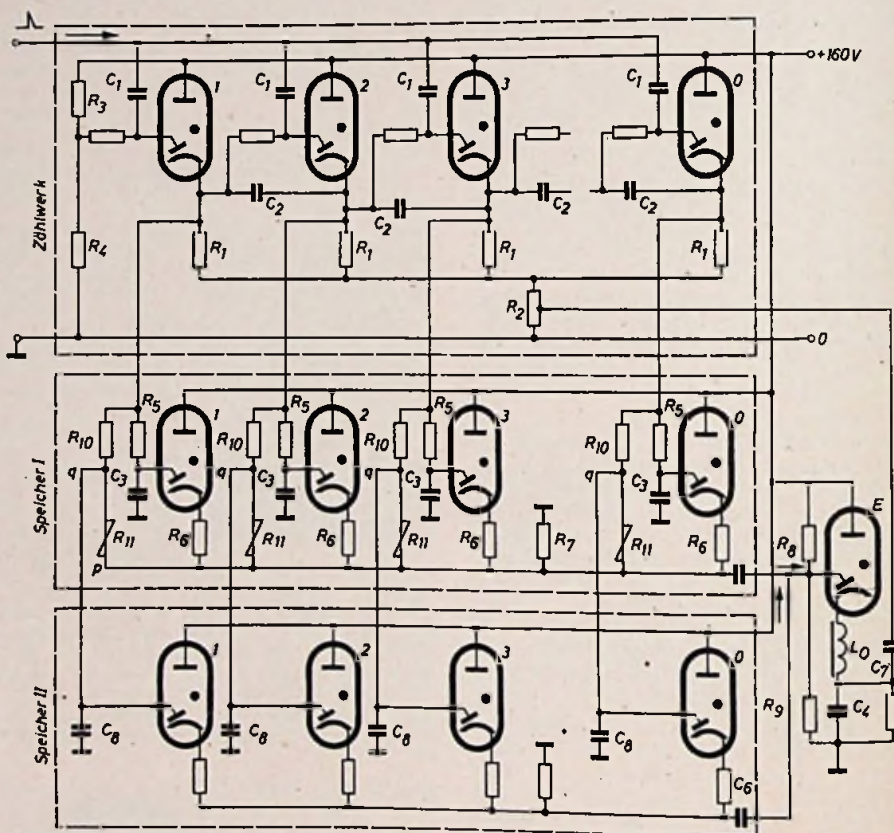 1 2 3 0
+160V
C1 C1 C1 C1
R3
C2 C2 C2 C2
Zählwerk
R4 R1 R1 R1 R1
R2
0
Speicher I
R5 1 R5 2 R5 3 R5 0
R10 R10 R10 R10
q q q q
C3 C3 C3 C3
E
R11 R6 R11 R6 R11 R6 R7 R11 R6 R8
p
L0
C7
Speicher II
1 2 3 0
R9
C4
C8 C8 C8 C8
C6